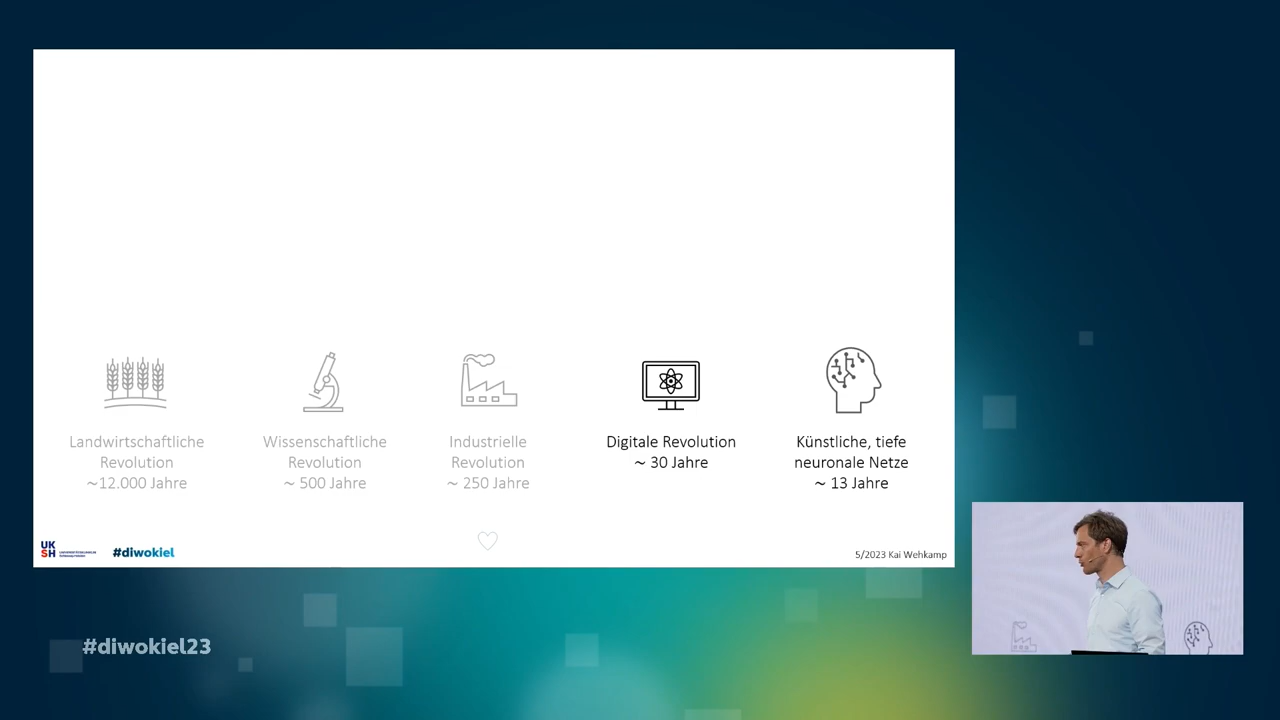 Landwirtschaftliche
Revolution
~12.000 Jahre
Wissenschaftliche
Revolution
~ 500 Jahre
Industrielle
Revolution
~ 250 Jahre
Digitale Revolution
~ 30 Jahre
Künstliche, tiefe
neuronale Netze
~ 13 Jahre
UK
SH
#diwokiel
5/2023 Kai Wehkamp
#diwokiel23